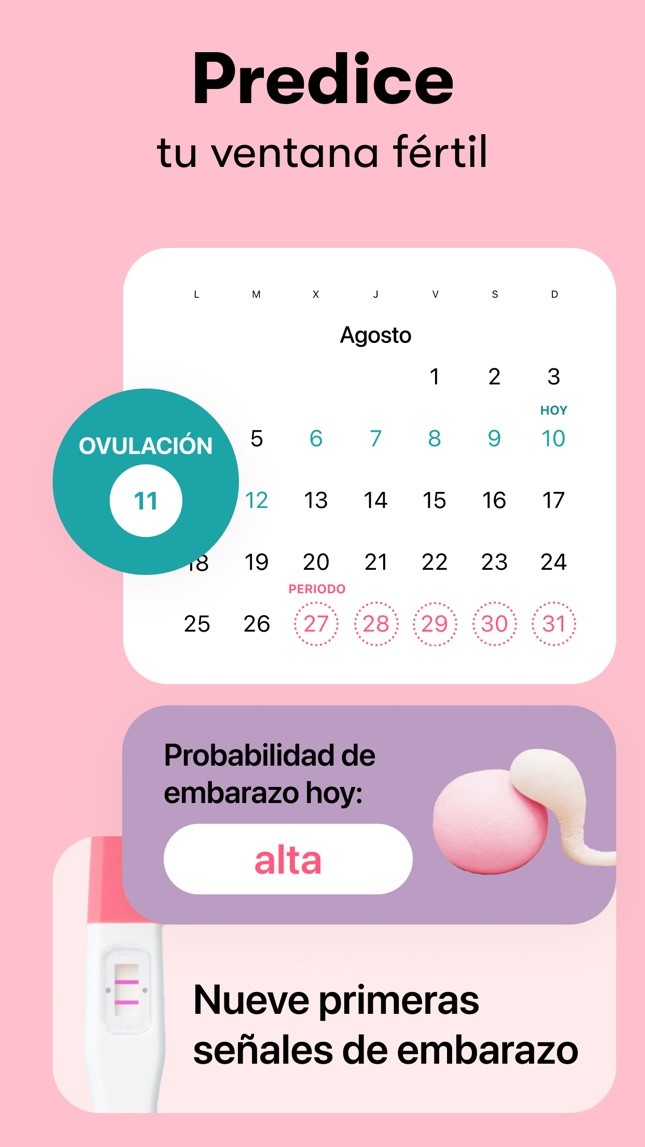 Predice
tu ventana fértil
L M X J V S D
Agosto
1 2 3
HOY
5 6 7 8 9 10
OVULACIÓN
11
12 13 14 15 16 17
18 19 20 21 22 23 24
PERIODO
25 26 27 28 29 30 31
Probabilidad de
embarazo hoy:
alta
Nueve primeras
señales de embarazo